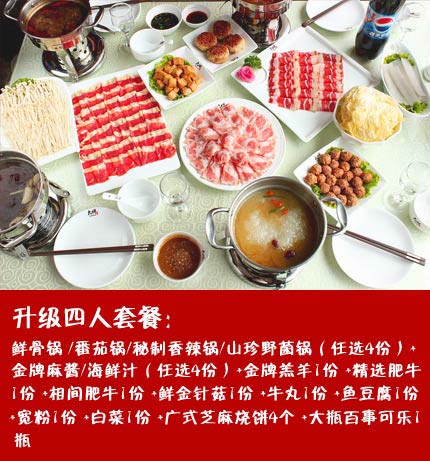 PEPSI
升级四人套餐:
鲜骨锅/番茄锅/秘制香辣锅/山珍野菌锅(任选4份)+
金牌麻酱/海鲜汁(任选4份)+金牌羔羊1份+精选肥牛
1份+相间肥牛1份+鲜金针菇1份+牛丸1份+鱼豆腐1份
+宽粉1份+白菜1份+广式芝麻烧饼4个+大瓶百事可乐1
瓶